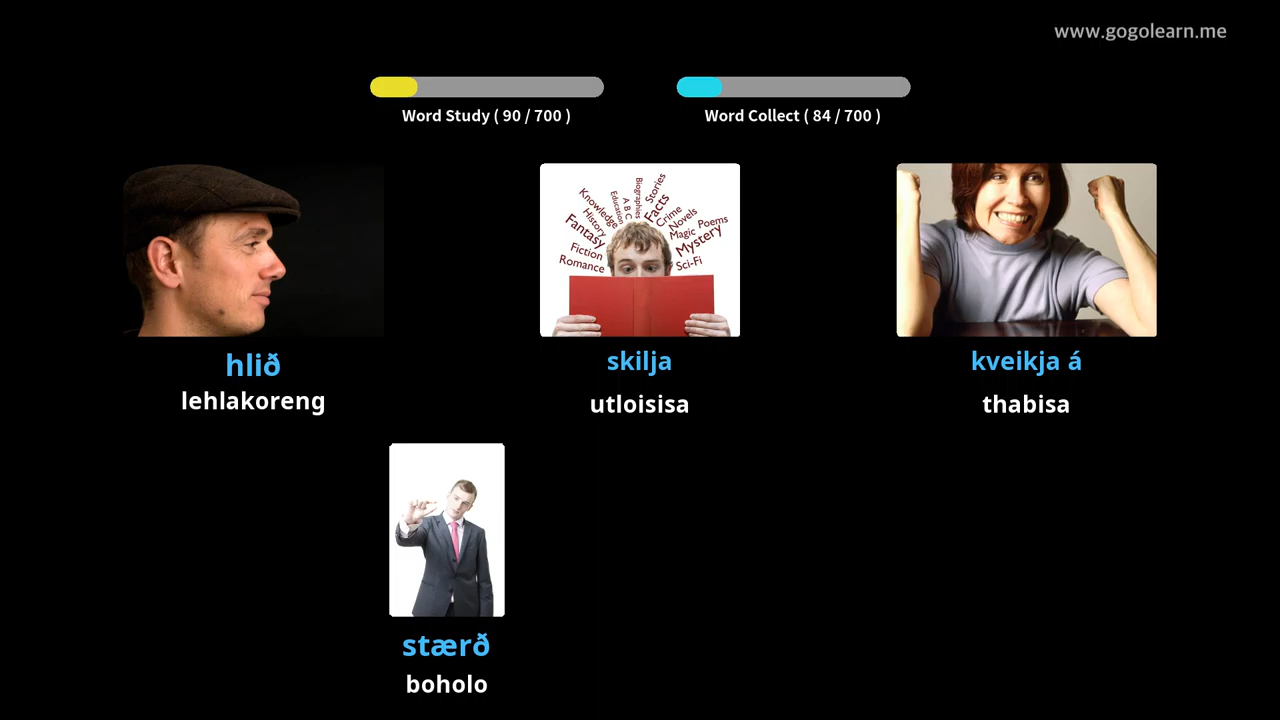 www.gogolearn.me
Word Study ( 90 / 700 )
Word Collect ( 84 / 700 )
Knowledge
History
Fantasy
Fiction
Romance
Education
A B C
Biographies
Stories
Facts
Crime
Novels
Magic Poems
Mystery
Sci-Fi
hlið
lehlakoreng
skilja
utloisisa
kveikja á
thabisa
stærð
boholo